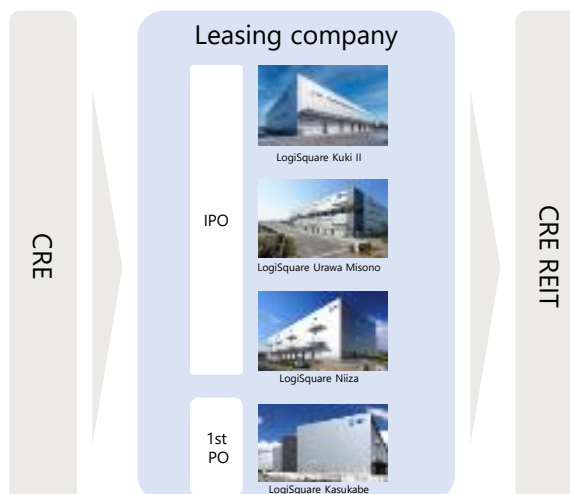 Leasing company
CRE
IPO
LogiSquare Kuki II
LogiSquare Urawa Misono
LogiSquare Niiza
1st
PO
LogiSquare Kasukabe
CRE REIT